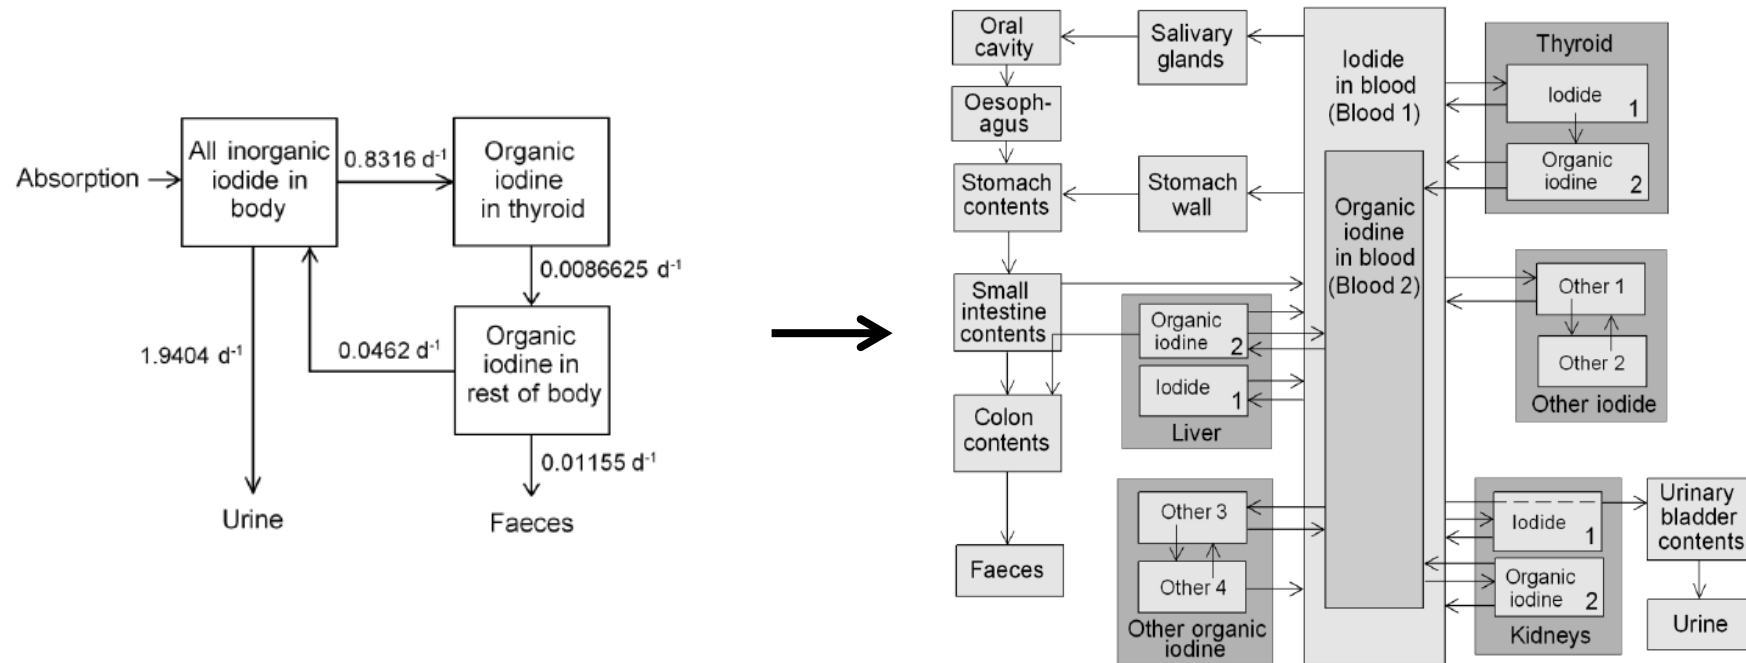 Absorption
All inorganic
iodide in
body
0.8316 d⁻¹
Organic
iodine
in thyroid
0.0086625 d⁻¹
Organic
iodine in
rest of body
0.0462 d⁻¹
1.9404 d⁻¹
0.01155 d⁻¹
Urine
Faeces
Oral
cavity
Salivary
glands
Oesoph-
agus
Stomach
contents
Stomach
wall
Small
intestine
contents
Colon
contents
Faeces
Organic
iodine 2
Iodide
1
Liver
Other 3
Other 4
Other organic
iodine
Iodide
in blood
(Blood 1)
Organic
iodine
in blood
(Blood 2)
Thyroid
Iodide
1
Organic
iodine
2
Other 1
Other 2
Other iodide
Iodide
1
Organic
iodine 2
Kidneys
Urinary
bladder
contents
Urine